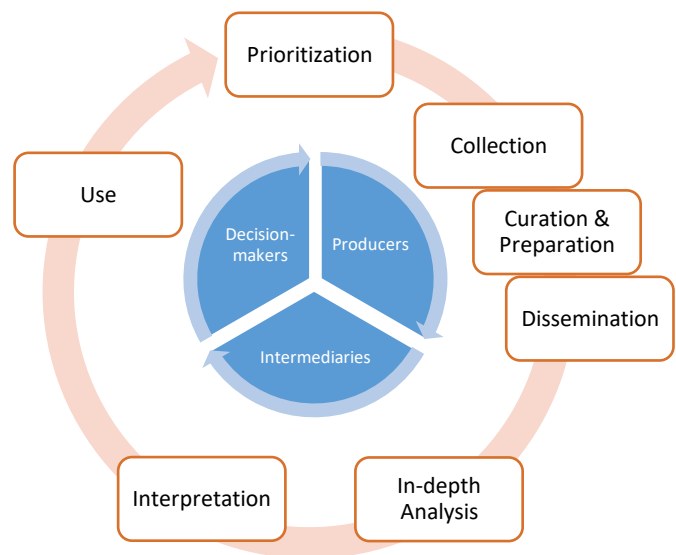 Prioritization
Collection
Curation &
Preparation
Dissemination
In-depth
Analysis
Interpretation
Use
Decision-
makers
Producers
Intermediaries